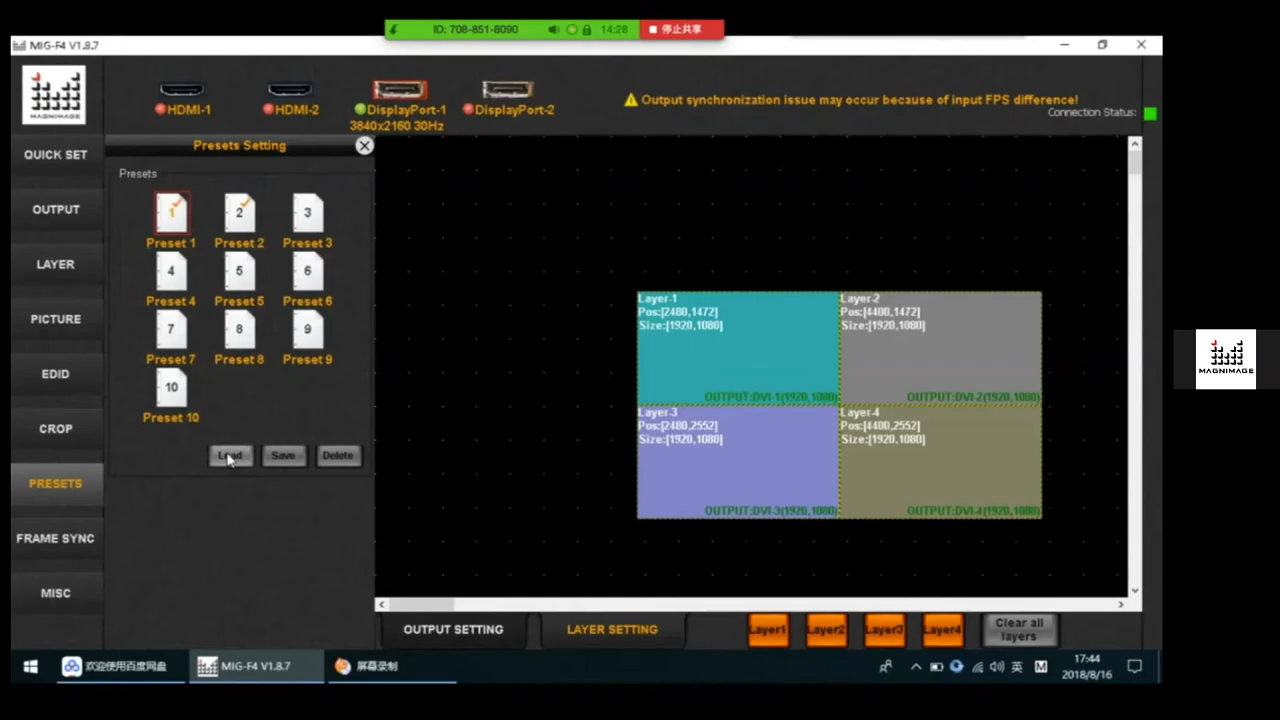 ID: 708-851-8090
14:28
停止共享
MIG-F4 V1.8.7
MAGNIMAGE
HDMI-1
HDMI-2
DisplayPort-1
DisplayPort-2
3840x2160 30Hz
Output synchronization issue may occur because of input FPS difference!
Connection Status:
QUICK SET
OUTPUT
LAYER
PICTURE
EDID
CROP
PRESETS
FRAME SYNC
MISC
Presets Setting
Presets
1
2
3
Preset 1
Preset 2
Preset 3
4
5
6
Preset 4
Preset 5
Preset 6
7
8
9
Preset 7
Preset 8
Preset 9
10
Preset 10
Load
Save
Delete
Layer-1
Pos:[2480,1472]
Size:[1920,1080]
OUTPUT:DVI-1(1920,1080)
Layer-2
Pos:[4400,1472]
Size:[1920,1080]
OUTPUT:DVI-2(1920,1080)
Layer-3
Pos:[2480,2552]
Size:[1920,1080]
OUTPUT:DVI-3(1920,1080)
Layer-4
Pos:[4400,2552]
Size:[1920,1080]
OUTPUT:DVI-4(1920,1080)
OUTPUT SETTING
LAYER SETTING
Layer1
Layer2
Layer3
Layer4
Clear all
layers
MAGNIMAGE
欢迎使用百度网盘
MIG-F4 V1.8.7
屏幕录制
英
M
17:44
2018/8/16